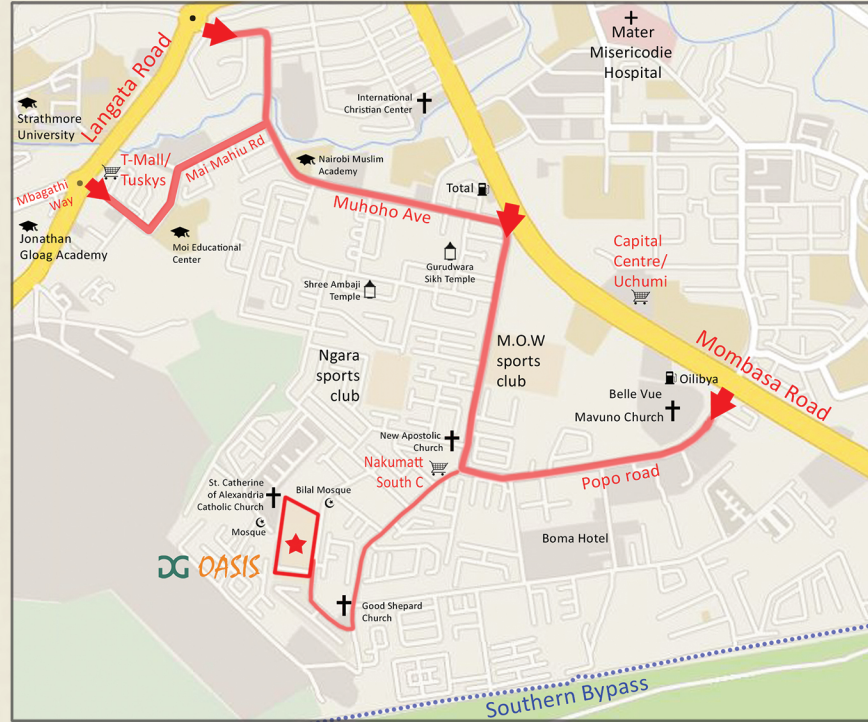 Mater
Misericodie
Hospital
Langata Road
Strathmore
University
International
Christian Center
T-Mall/
Tuskys
Mai Mahiu Rd
Nairobi Muslim
Academy
Mbagathi
Way
Total
Muhoho Ave
Jonathan
Gloag Academy
Moi Educational
Center
Gurudwara
Sikh Temple
Capital
Centre/
Uchumi
Shree Ambaji
Temple
Ngara
sports
club
M.O.W
sports
club
Mombasa Road
Oilibya
Belle Vue
Mavuno Church
New Apostolic
Church
Nakumatt
South C
Popo road
St. Catherine
of Alexandria
Catholic Church
Bilal Mosque
Mosque
Boma Hotel
DG OASIS
Good Shepard
Church
Southern Bypass